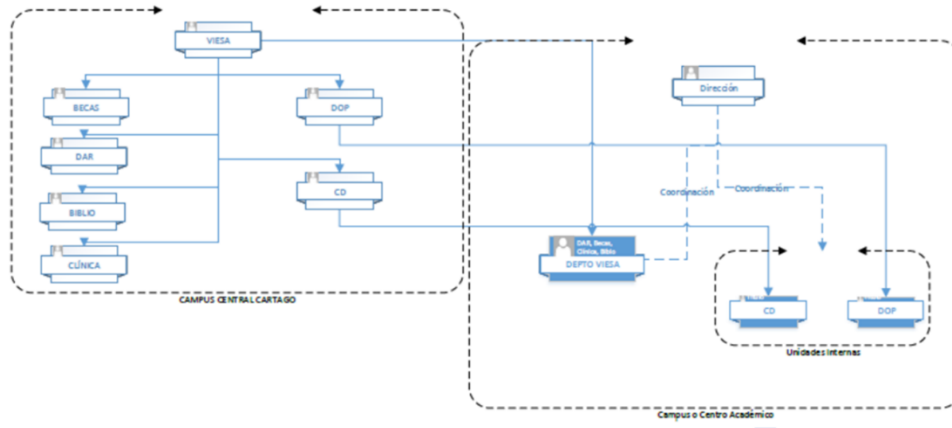 VIESA
BECAS
DOP
DAR
CD
BIBLIO
CLÍNICA
CAMPUS CENTRAL CARTAGO
Dirección
Coordinación
Coordinación
DAR, Becas,
Clínica, Biblio
DEPTO VIESA
CD
DOP
Unidades Internas
Campus o Centro Académico